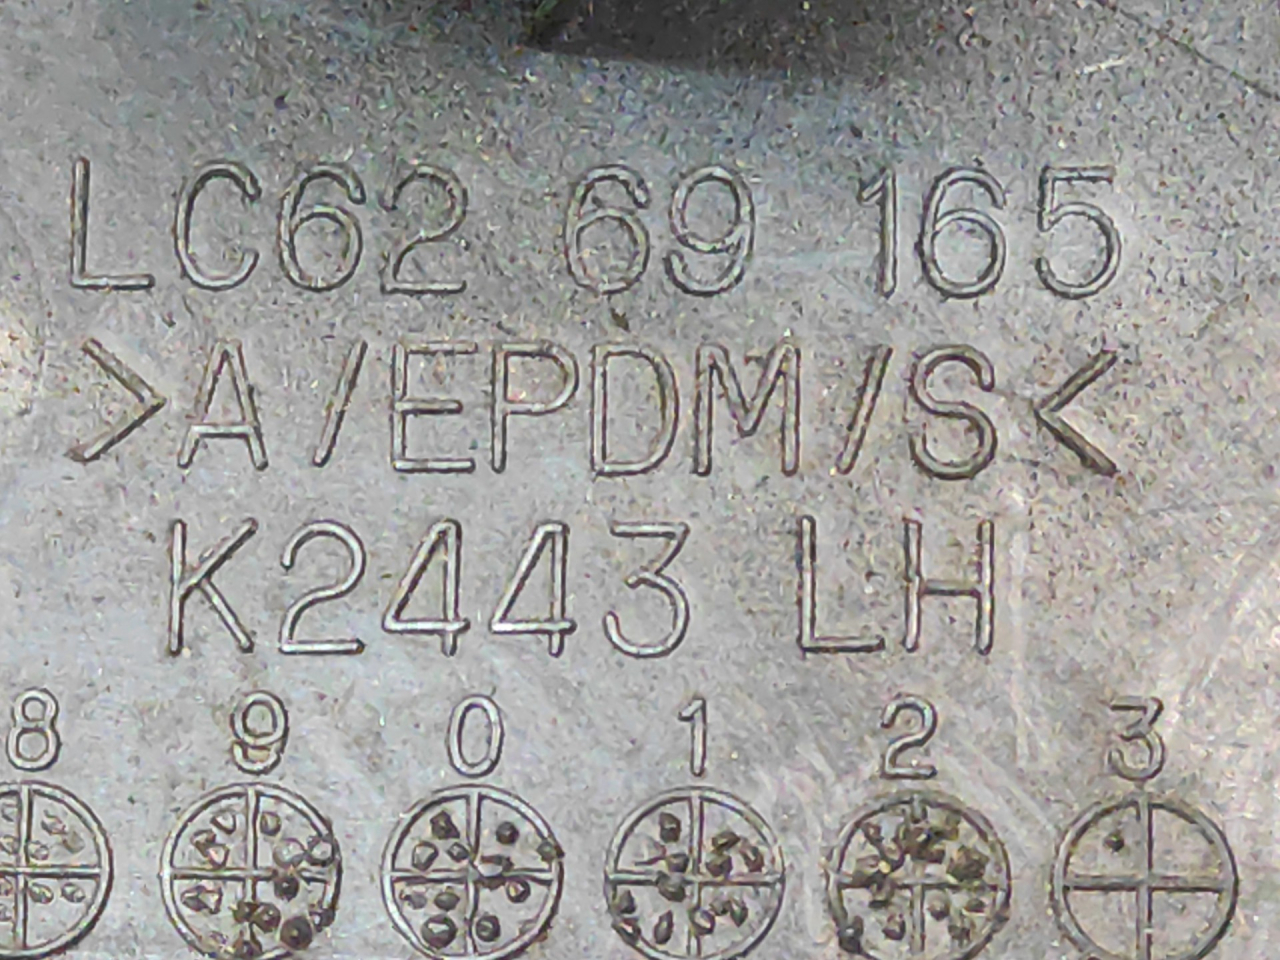 LC62 69 165
>A/EPDM/S<
K2443 LH
8 9 0 1 2 3